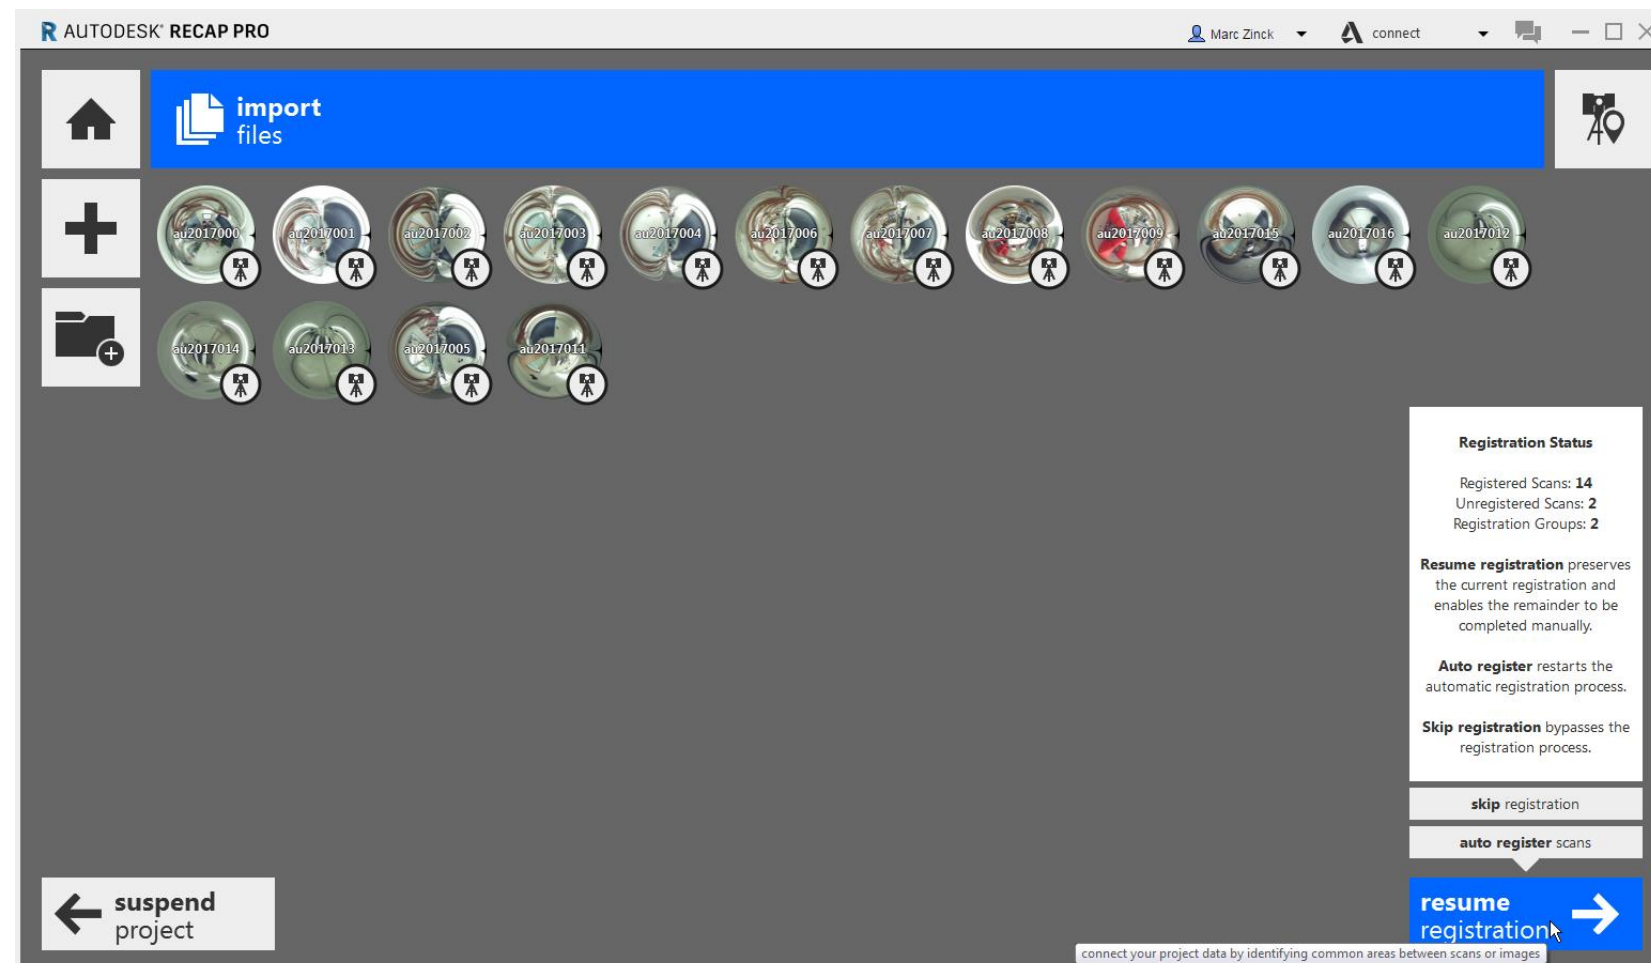 AUTODESK® RECAP PRO
Marc Zinck
connect
import
files
au2017000
au2017001
au2017002
au2017003
au2017004
au2017006
au2017007
au2017008
au2017009
au2017015
au2017016
au2017012
au2017014
au2017013
au2017005
au2017011
Registration Status
Registered Scans: 14
Unregistered Scans: 2
Registration Groups: 2
Resume registration preserves
the current registration and
enables the remainder to be
completed manually.
Auto register restarts the
automatic registration process.
Skip registration bypasses the
registration process.
skip registration
auto register scans
suspend
project
resume
registration
connect your project data by identifying common areas between scans or images